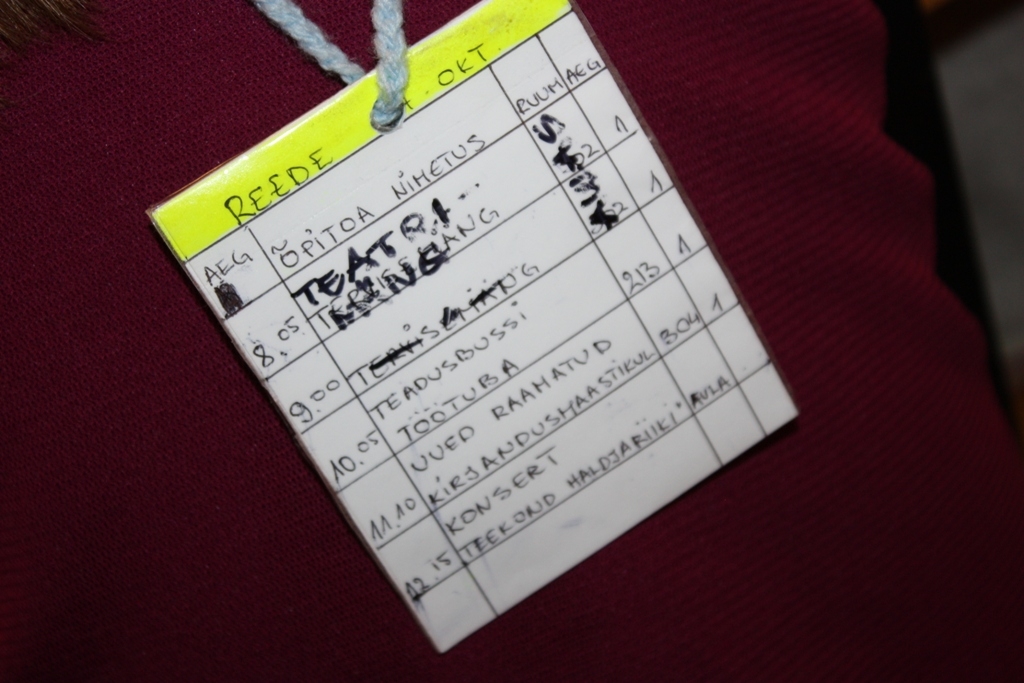 REEDE OKT.
AEG ÕPITOA NIMETUS RUUM AEG
8.05 TEATRI- 1
MÄNG
9.00 1
10.05 TEADUSBUSSI 213 1
TÖÖTUBA
11.10 UUED RAAMATUD 304 1
KIRJANDUSMAASTIKUL
12.15 KONSERT AULA
"TEEKOND HALDJARIIKI"